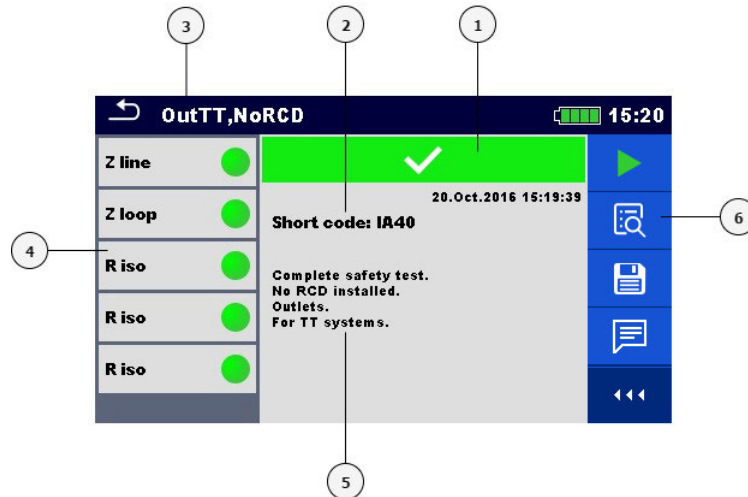 3
2
1
OutTT,NoRCD
15:20
Z line
20.Oct.2016 15:19:39
Z loop
Short code: IA40
6
4
R iso
Complete safety test.
No RCD installed.
R iso
Outlets.
For TT systems.
R iso
5